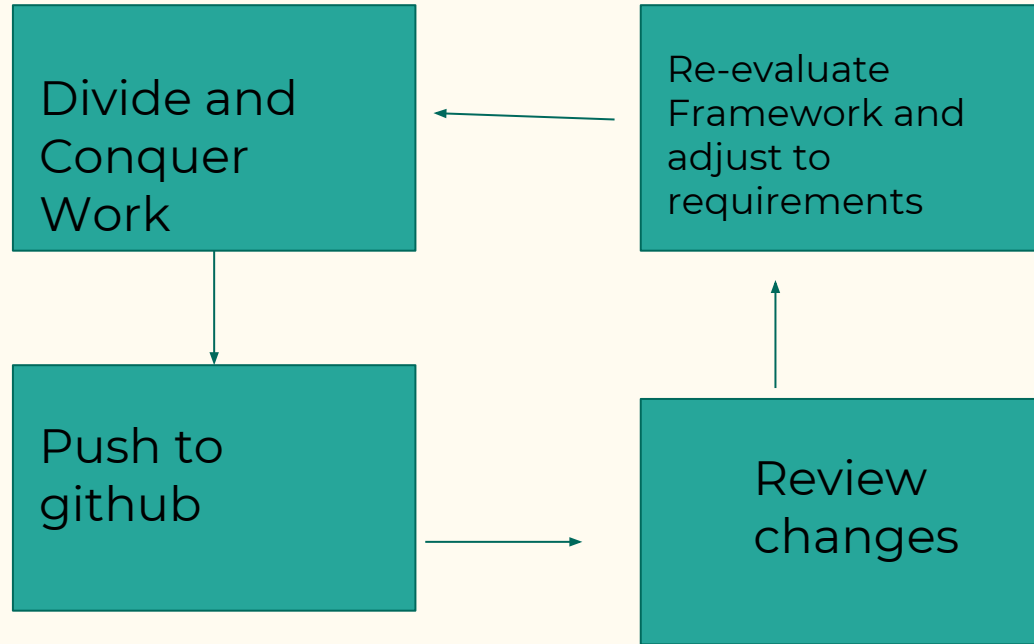 Divide and
Conquer
Work
Re-evaluate
Framework and
adjust to
requirements
Push to
github
Review
changes